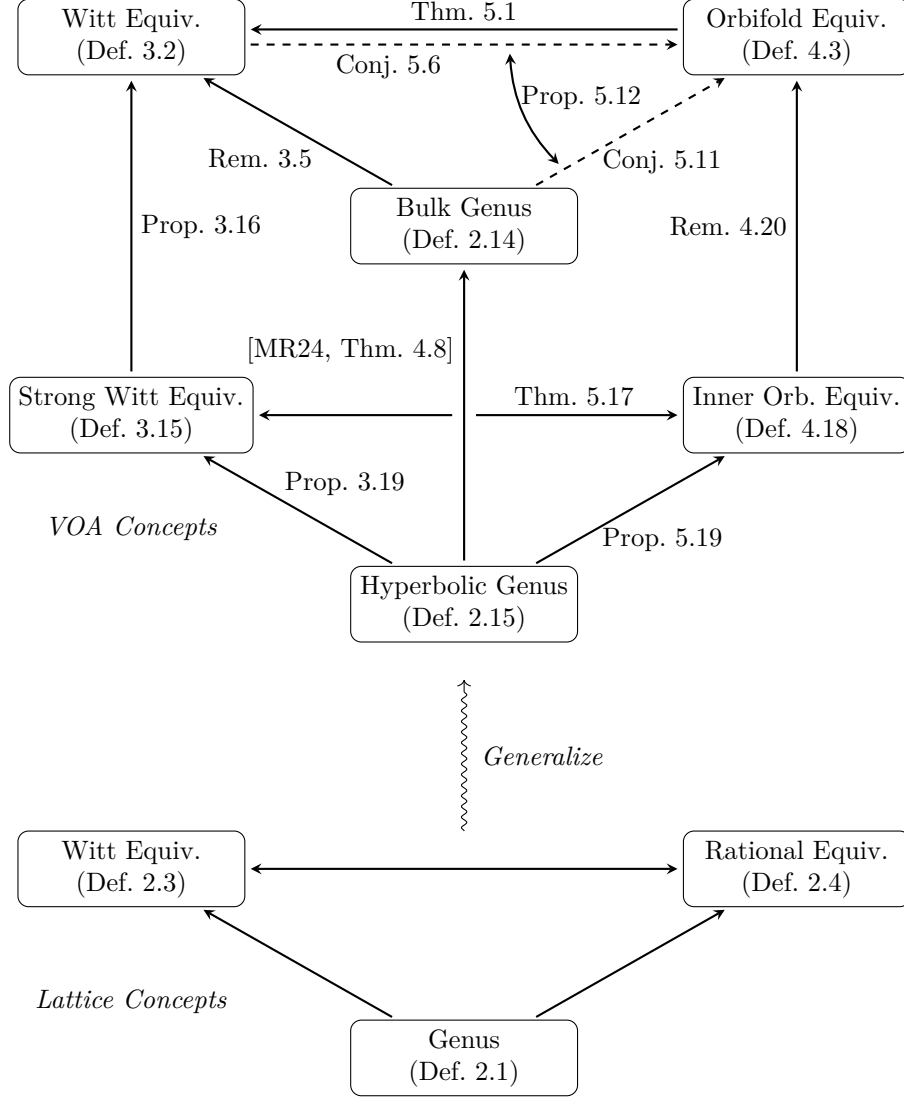 Witt Equiv.
(Def. 3.2)
Thm. 5.1
Conj. 5.6
Orbifold Equiv.
(Def. 4.3)
Prop. 5.12
Rem. 3.5
Conj. 5.11
Bulk Genus
(Def. 2.14)
Prop. 3.16
Rem. 4.20
[MR24, Thm. 4.8]
Strong Witt Equiv.
(Def. 3.15)
Thm. 5.17
Inner Orb. Equiv.
(Def. 4.18)
Prop. 3.19
VOA Concepts
Prop. 5.19
Hyperbolic Genus
(Def. 2.15)
Generalize
Witt Equiv.
(Def. 2.3)
Rational Equiv.
(Def. 2.4)
Lattice Concepts
Genus
(Def. 2.1)